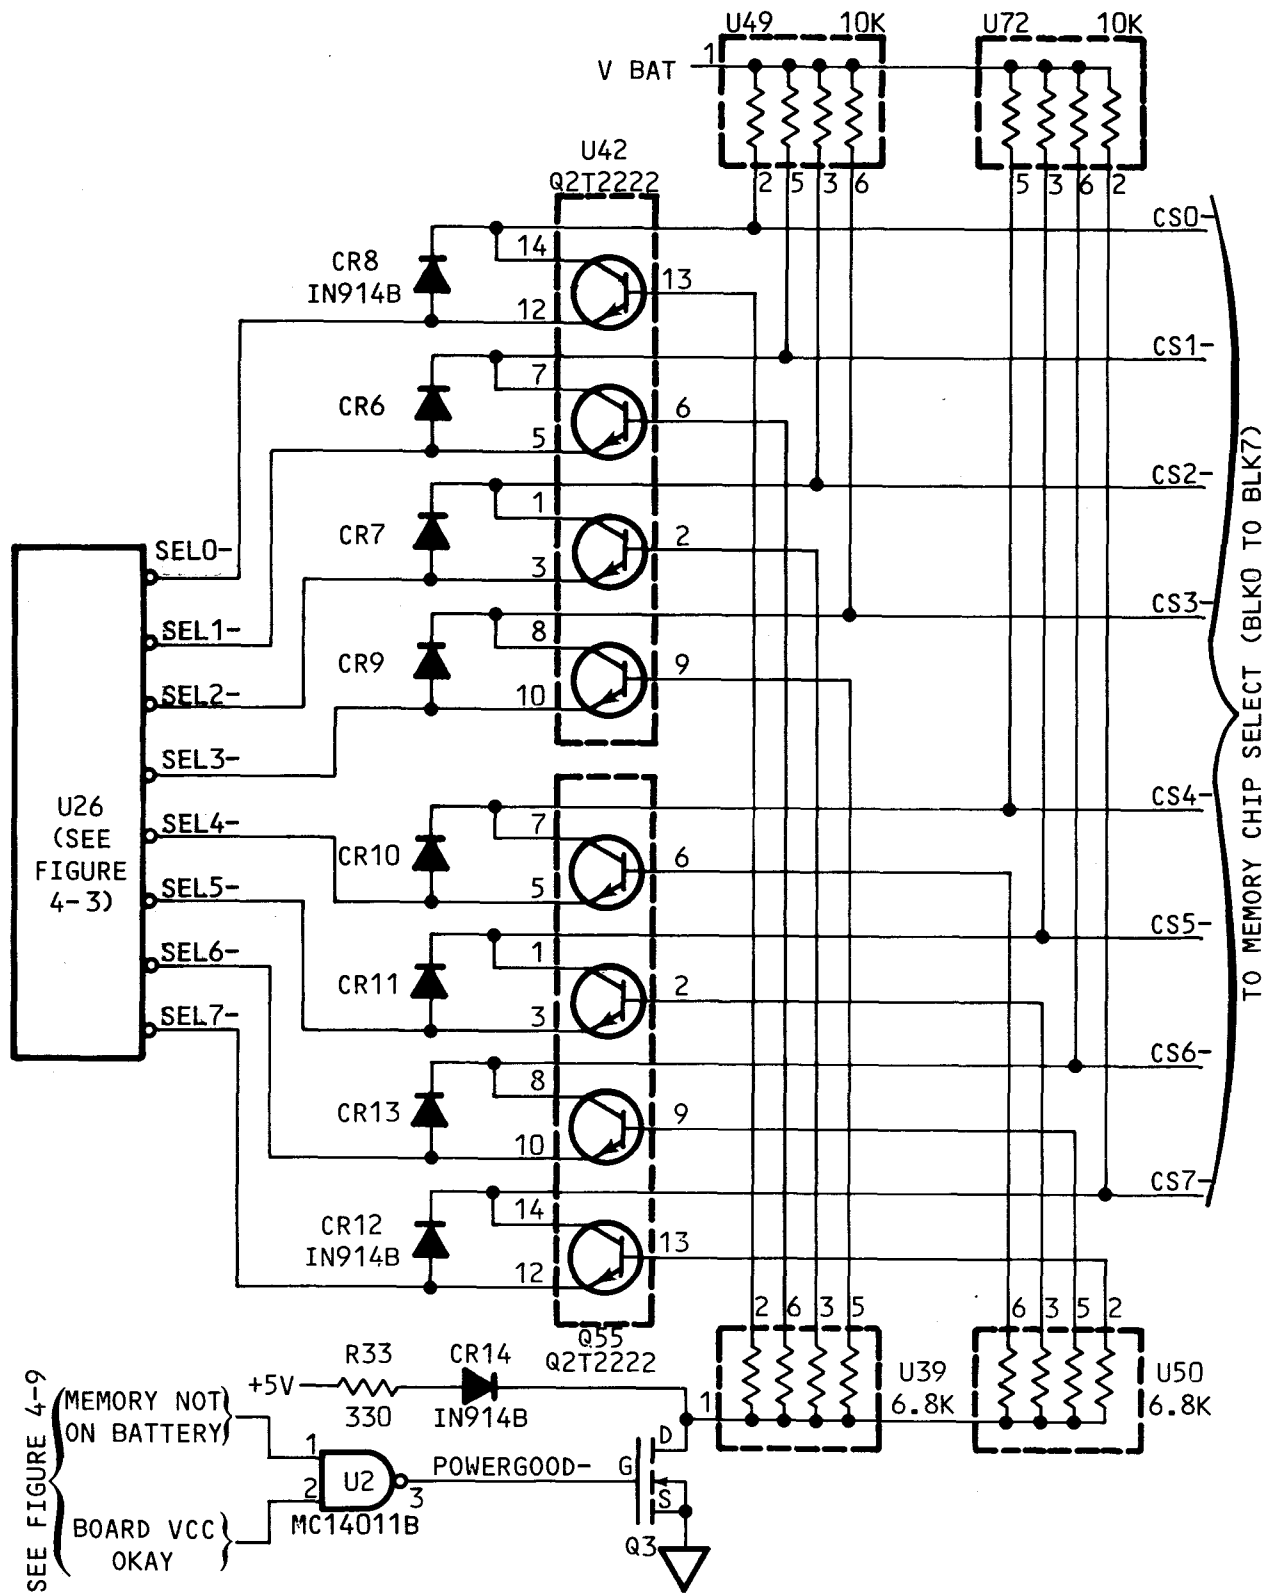 U49 10K
U72 10K
V BAT 1
2 5 3 6
5 3 6 2
U42
Q2T2222
CS0-
14
13
12
CR8
IN914B
CS1-
7
6
5
CR6
CS2-
1
2
3
CR7
CS3-
8
9
10
CR9
SEL0-
SEL1-
SEL2-
SEL3-
SEL4-
SEL5-
SEL6-
SEL7-
U26
(SEE
FIGURE
4-3)
CS4-
7
6
5
CR10
CS5-
1
2
3
CR11
CS6-
8
9
10
CR13
CS7-
14
13
12
CR12
IN914B
TO MEMORY CHIP SELECT (BLK0 TO BLK7)
Q55
Q2T2222
2 6 3 5
6 3 5 2
U39
6.8K
U50
6.8K
1
+5V
R33
330
CR14
IN914B
SEE FIGURE 4-9
MEMORY NOT
ON BATTERY
BOARD VCC
OKAY
1
2
U2
3
MC14011B
POWERGOOD-
G
D
S
Q3